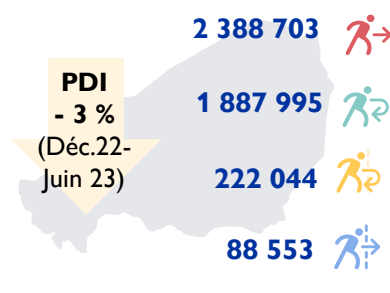 2 388 703
PDI
- 3 %
(Déc.22-
Juin 23)
1 887 995
222 044
88 553